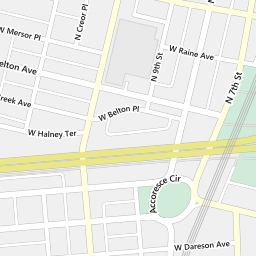 W Mersor Pl
N Creor Pl
N 9th St
W Raine Ave
elton Ave
N 7th St
reek Ave
W Belton Pl
W Halney Ter
Accoresce Cir
W Dareson Ave